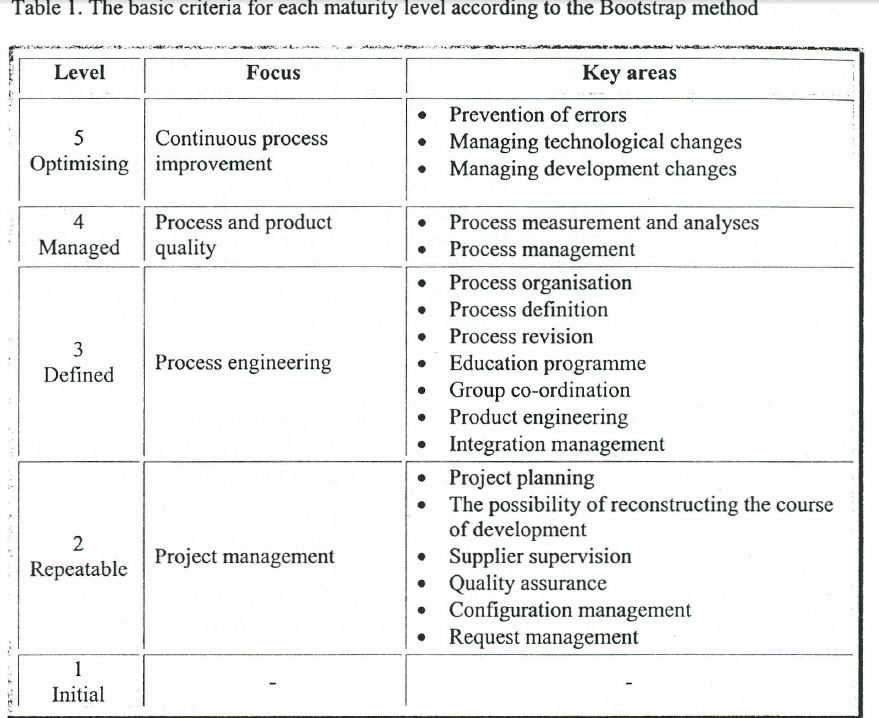 Table 1. The basic criteria for each maturity level according to the Bootstrap method
Level Focus Key areas
5
Optimising
Continuous process
improvement
• Prevention of errors
• Managing technological changes
• Managing development changes
4
Managed
Process and product
quality
• Process measurement and analyses
• Process management
3
Defined
Process engineering
• Process organisation
• Process definition
• Process revision
• Education programme
• Group co-ordination
• Product engineering
• Integration management
2
Repeatable
Project management
• Project planning
• The possibility of reconstructing the course
of development
• Supplier supervision
• Quality assurance
• Configuration management
• Request management
1
Initial
-
-